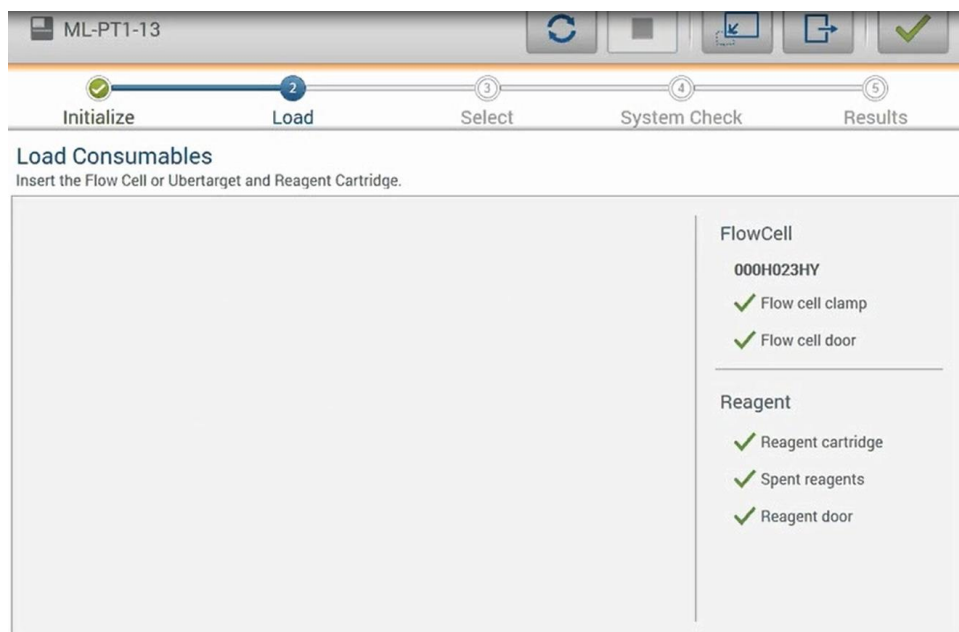 ML-PT1-13
1
2
3
4
5
Initialize
Load
Select
System Check
Results
Load Consumables
Insert the Flow Cell or Ubertarget and Reagent Cartridge.
FlowCell
000H023HY
Flow cell clamp
Flow cell door
Reagent
Reagent cartridge
Spent reagents
Reagent door